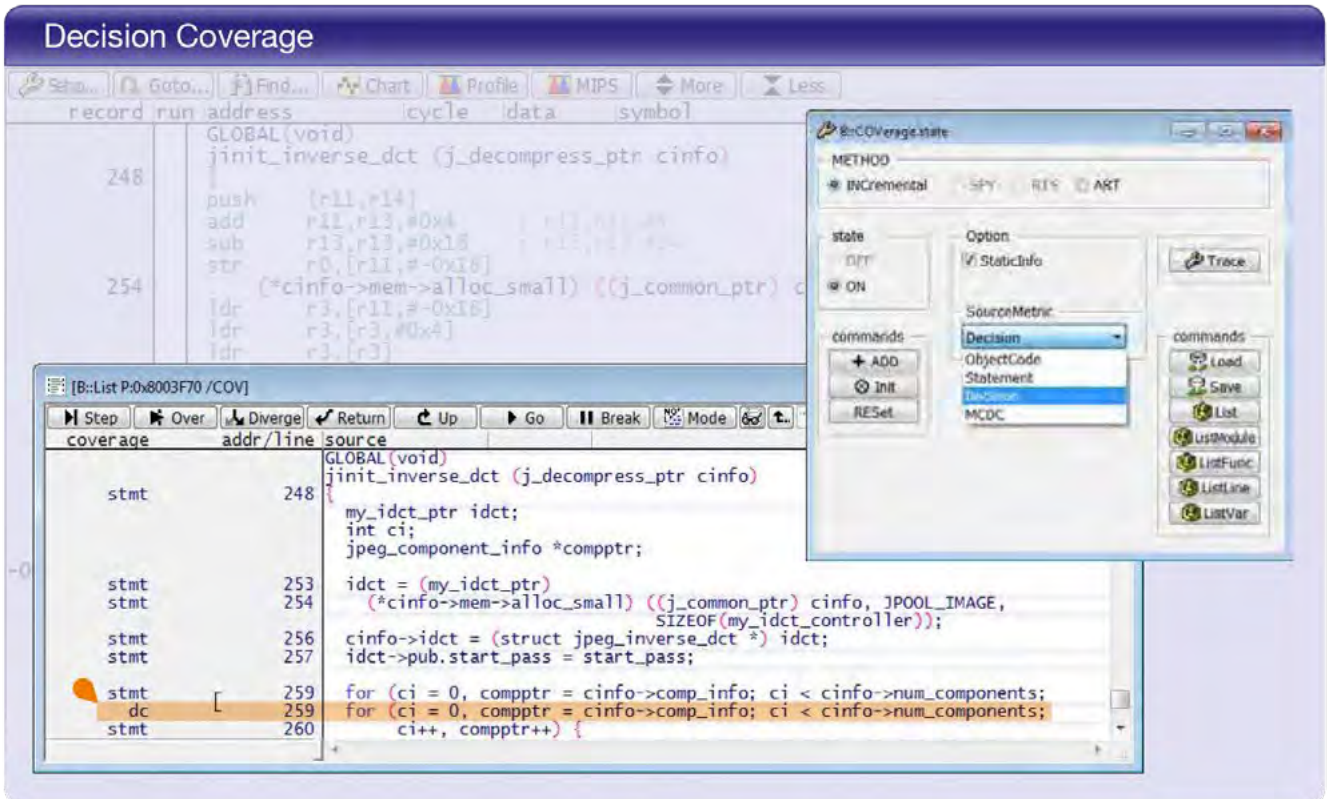 Decision Coverage
Setup... Goto... Find... Chart Profile MIPS More Less
record run address cycle data symbol
GLOBAL(void)
jinit_inverse_dct (j_decompress_ptr cinfo)
248 {
push {r11,r14}
add r11,r13,#0x4
sub r13,r13,#0x18
str r0,[r11,#-0x18]
254 (*cinfo->mem->alloc_small) ((j_common_ptr) c
ldr r3,[r11,#-0x18]
ldr r3,[r3,#0x4]
ldr r3,[r3]
B::COVerage.state
METHOD
INCremental SPY RTS ART
state
OFF
ON
Option
StaticInfo
SourceMetric
Decision
ObjectCode
Statement
Decision
MCDC
Trace
commands
+ ADD
Init
RESet
commands
Load
Save
List
ListModule
ListFunc
ListLine
ListVar
[B::List P:0x8003F70 /COV]
Step Over Diverge Return Up Go Break Mode
coverage addr/line source
GLOBAL(void)
jinit_inverse_dct (j_decompress_ptr cinfo)
stmt 248 {
my_idct_ptr idct;
int ci;
jpeg_component_info *compptr;
stmt 253 idct = (my_idct_ptr)
stmt 254 (*cinfo->mem->alloc_small) ((j_common_ptr) cinfo, JPOOL_IMAGE,
SIZEOF(my_idct_controller));
stmt 256 cinfo->idct = (struct jpeg_inverse_dct *) idct;
stmt 257 idct->pub.start_pass = start_pass;
stmt 259 for (ci = 0, compptr = cinfo->comp_info; ci < cinfo->num_components;
dc 259 for (ci = 0, compptr = cinfo->comp_info; ci < cinfo->num_components;
stmt 260 ci++, compptr++) {